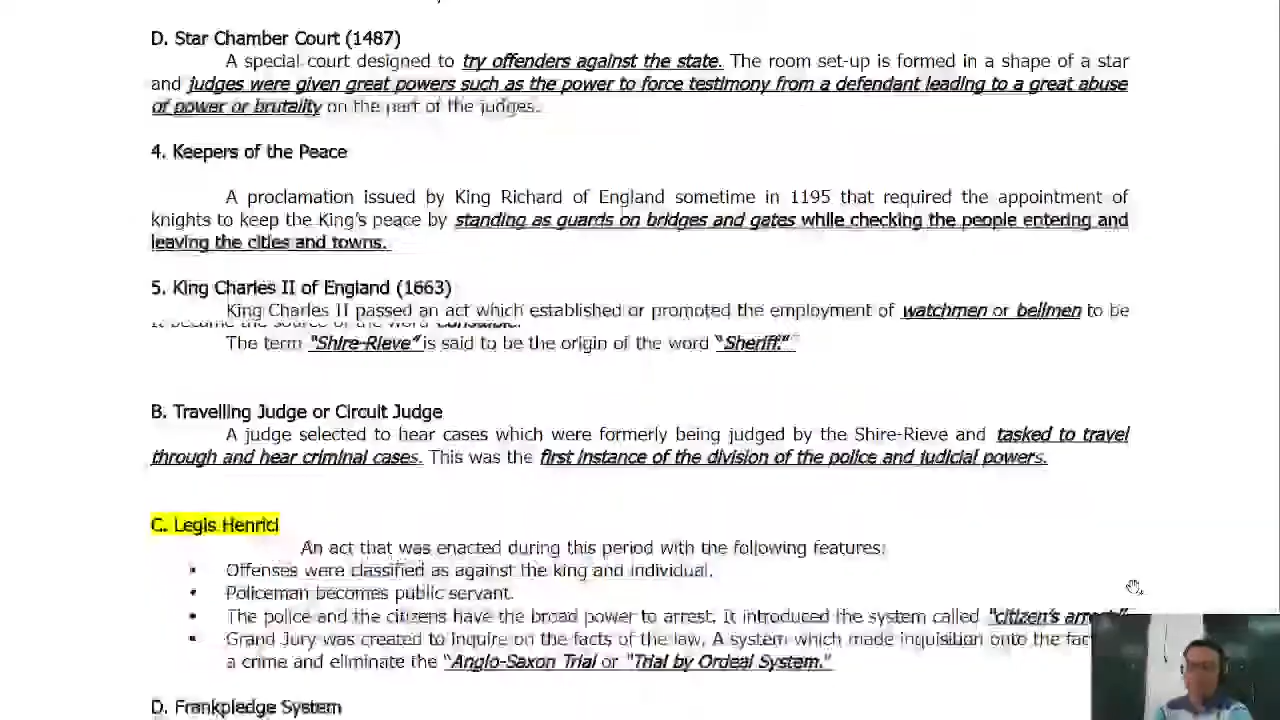 D. Star Chamber Court (1487)
A special court designed to try offenders against the state. The room set-up is formed in a shape of a star
and judges were given great powers such as the power to force testimony from a defendant leading to a great abuse
of power or brutality on the part of the judges.
4. Keepers of the Peace
A proclamation issued by King Richard of England sometime in 1195 that required the appointment of
knights to keep the King's peace by standing as guards on bridges and gates while checking the people entering and
leaving the cities and towns.
5. King Charles II of England (1663)
King Charles II passed an act which established or promoted the employment of watchmen or bellmen to be
It became the source of the word
The term "Shire-Rieve" is said to be the origin of the word "Sheriff."
B. Travelling Judge or Circuit Judge
A judge selected to hear cases which were formerly being judged by the Shire-Rieve and tasked to travel
through and hear criminal cases. This was the first instance of the division of the police and judicial powers.
C. Legis Henrici
An act that was enacted during this period with the following features:
• Offenses were classified as against the king and individual.
• Policeman becomes public servant.
• The police and the citizens have the broad power to arrest. It introduced the system called "citizen's arrest"
• Grand Jury was created to inquire on the facts of the law. A system which made inquisition onto the
a crime and eliminate the "Anglo-Saxon Trial or "Trial by Ordeal System."
D. Frankpledge System